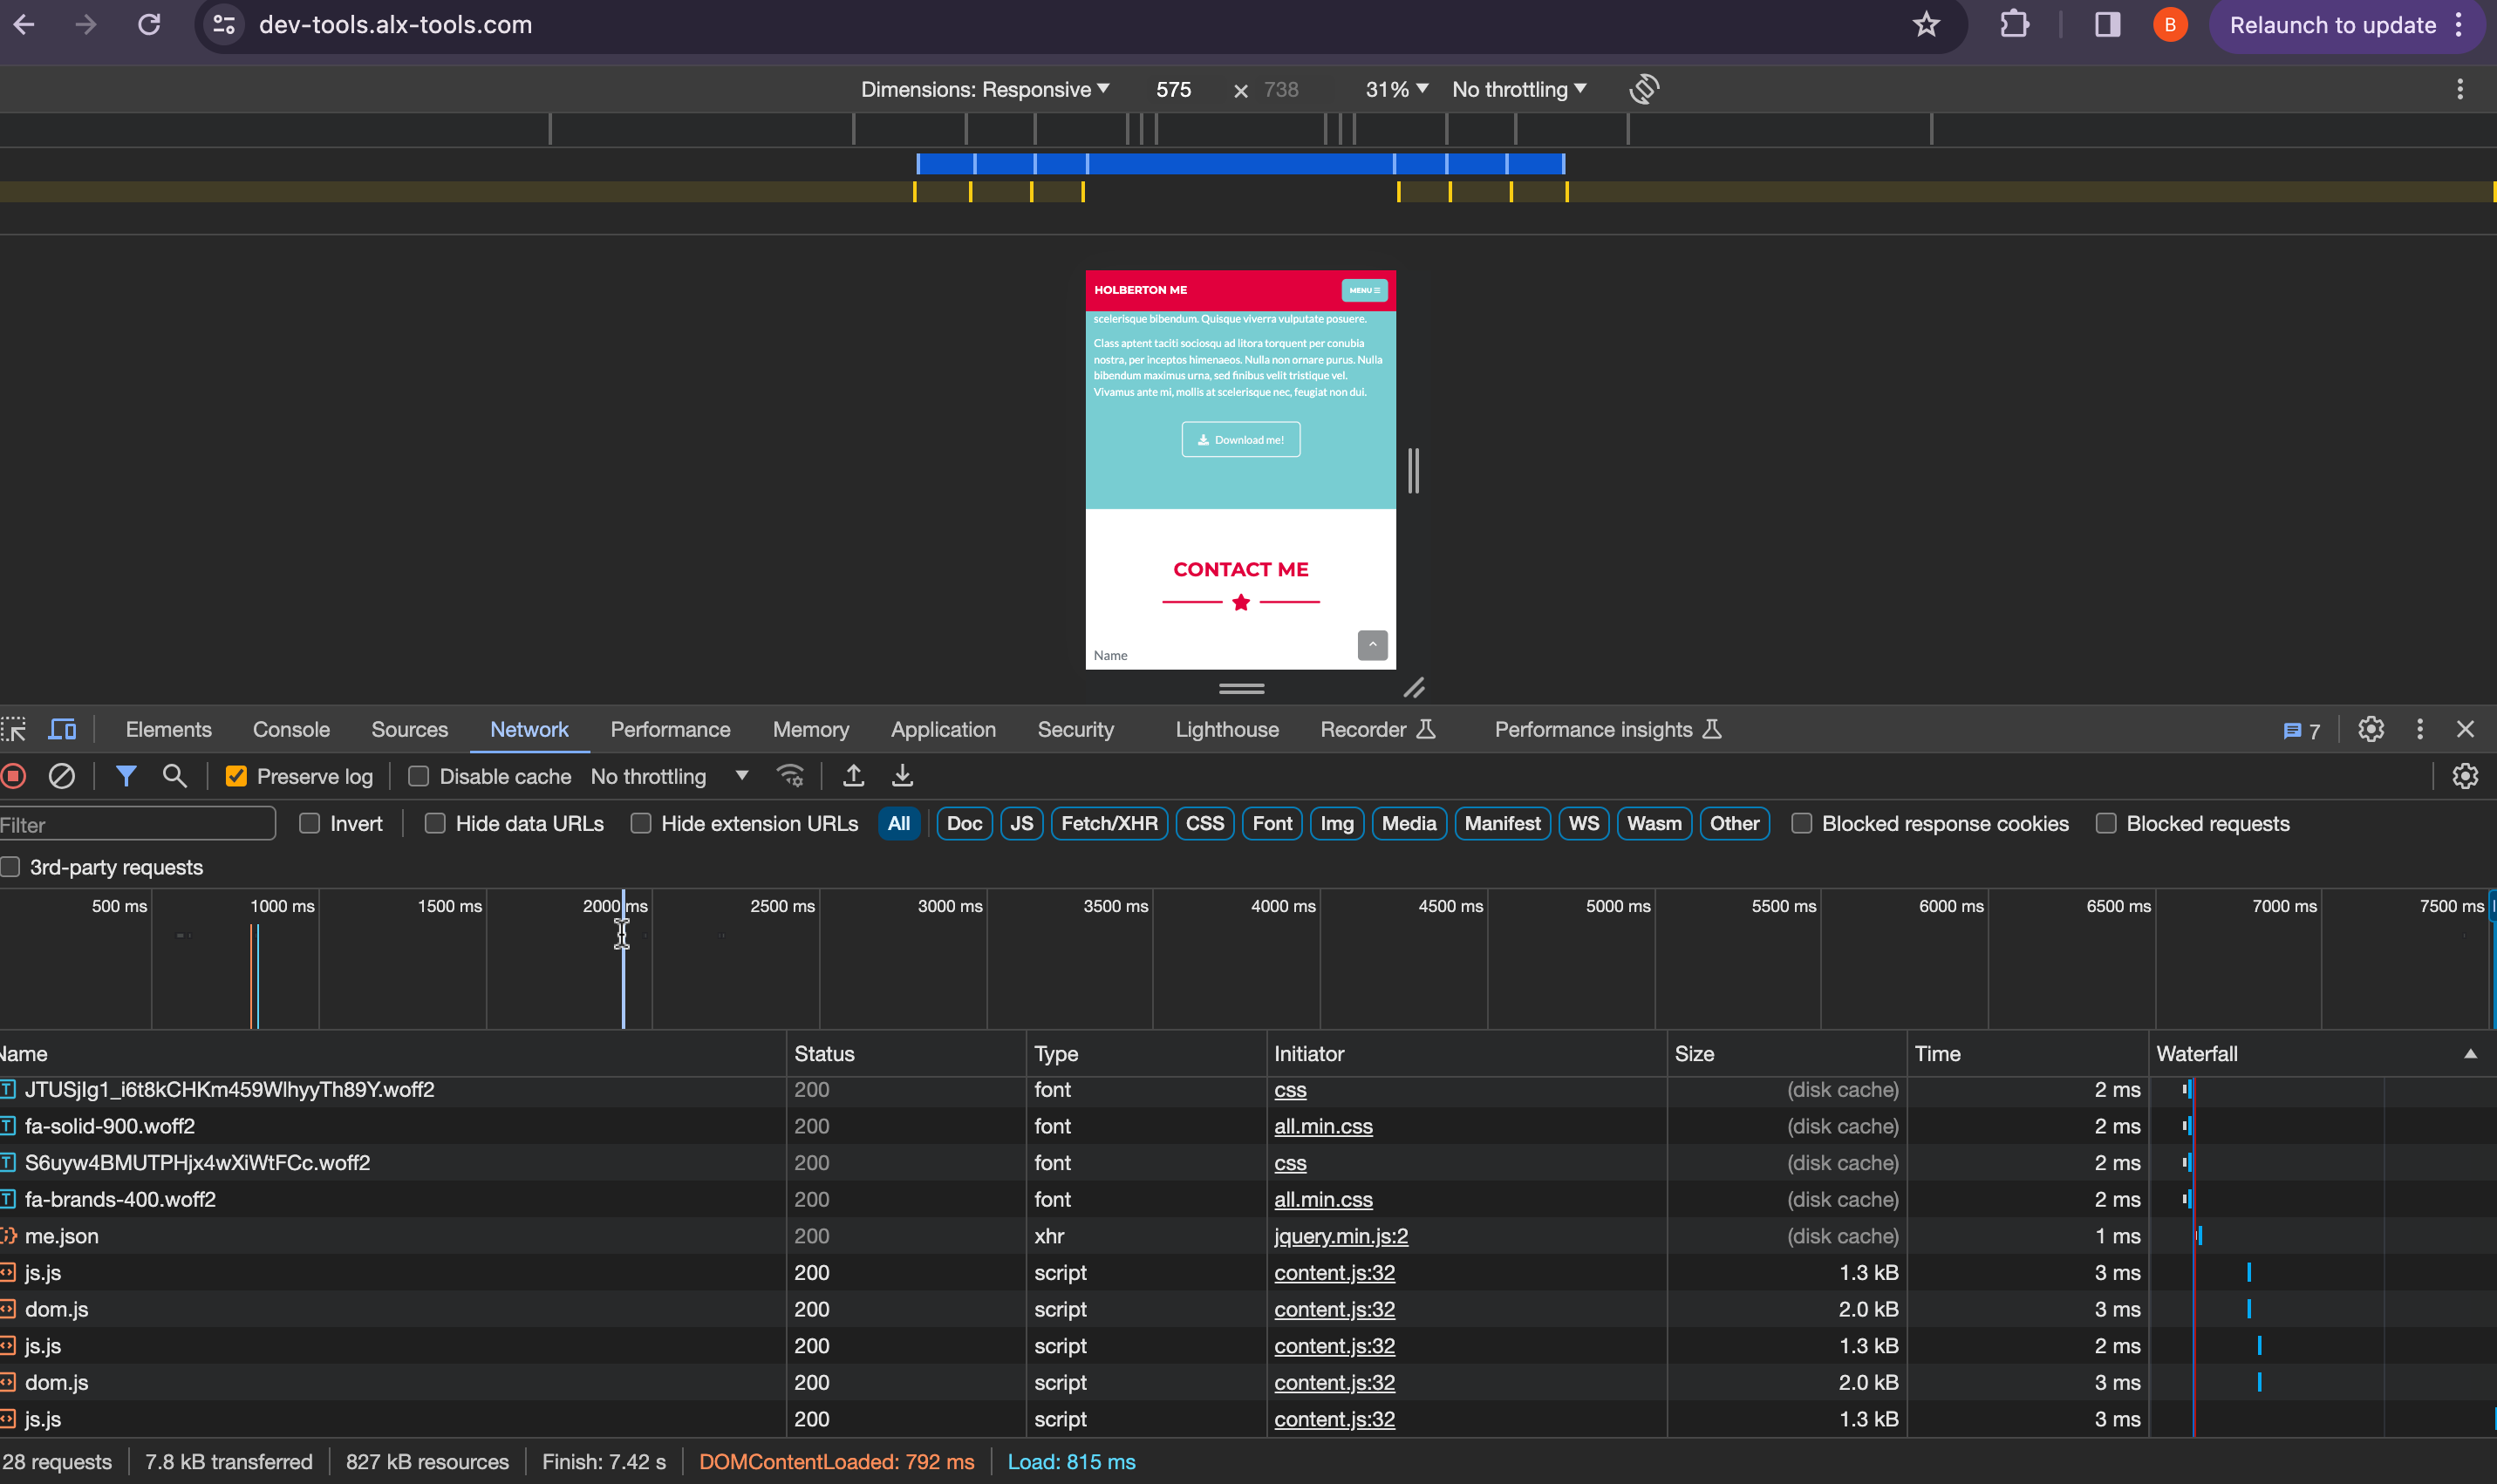 dev-tools.alx-tools.com
B
Relaunch to update
Dimensions: Responsive 575 × 738 31% No throttling
HOLBERTON ME
MENU
scelerisque bibendum. Quisque viverra vulputate posuere.
Class aptent taciti sociosqu ad litora torquent per conubia
nostra, per inceptos himenaeos. Nulla non ornare purus. Nulla
bibendum maximus urna, sed finibus velit tristique vel.
Vivamus ante mi, mollis at scelerisque nec, feugiat non dui.
Download me!
CONTACT ME
Name
Elements Console Sources Network Performance Memory Application Security Lighthouse Recorder Performance insights 7
Preserve log Disable cache No throttling
Filter Invert Hide data URLs Hide extension URLs All Doc JS Fetch/XHR CSS Font Img Media Manifest WS Wasm Other Blocked response cookies Blocked requests
3rd-party requests
500 ms 1000 ms 1500 ms 2000 ms 2500 ms 3000 ms 3500 ms 4000 ms 4500 ms 5000 ms 5500 ms 6000 ms 6500 ms 7000 ms 7500 ms
Name Status Type Initiator Size Time Waterfall
JTUSjIg1_i6t8kCHKm459WlhyyTh89Y.woff2 200 font css (disk cache) 2 ms
fa-solid-900.woff2 200 font all.min.css (disk cache) 2 ms
S6uyw4BMUTPHjx4wXiWtFCc.woff2 200 font css (disk cache) 2 ms
fa-brands-400.woff2 200 font all.min.css (disk cache) 2 ms
me.json 200 xhr jquery.min.js:2 (disk cache) 1 ms
js.js 200 script content.js:32 1.3 kB 3 ms
dom.js 200 script content.js:32 2.0 kB 3 ms
js.js 200 script content.js:32 1.3 kB 2 ms
dom.js 200 script content.js:32 2.0 kB 3 ms
js.js 200 script content.js:32 1.3 kB 3 ms
28 requests 7.8 kB transferred 827 kB resources Finish: 7.42 s DOMContentLoaded: 792 ms Load: 815 ms